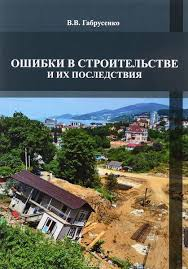 В.В. Габрусенко
ОШИБКИ В СТРОИТЕЛЬСТВЕ
И ИХ ПОСЛЕДСТВИЯ